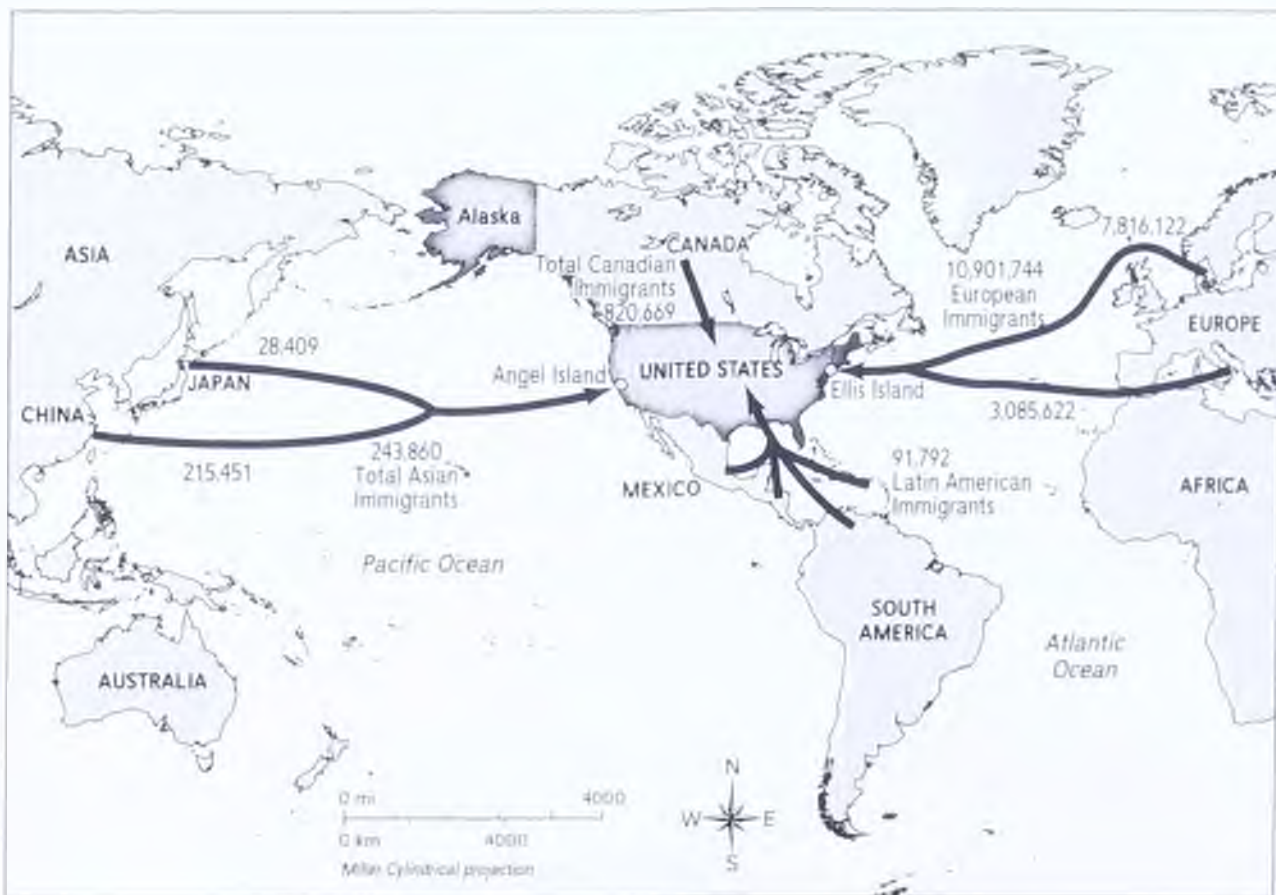 Alaska
ASIA
CANADA
Total Canadian
Immigrants
820,669
7,816,122
10,901,744
European
Immigrants
EUROPE
28,409
JAPAN
Angel Island
UNITED STATES
Ellis Island
CHINA
3,085,622
215,451
243,860
Total Asian
Immigrants
MEXICO
91,792
Latin American
Immigrants
AFRICA
Pacific Ocean
SOUTH
AMERICA
Atlantic
Ocean
AUSTRALIA
N
W E
S
0 mi 4000
0 km 4000
Miller Cylindrical projection